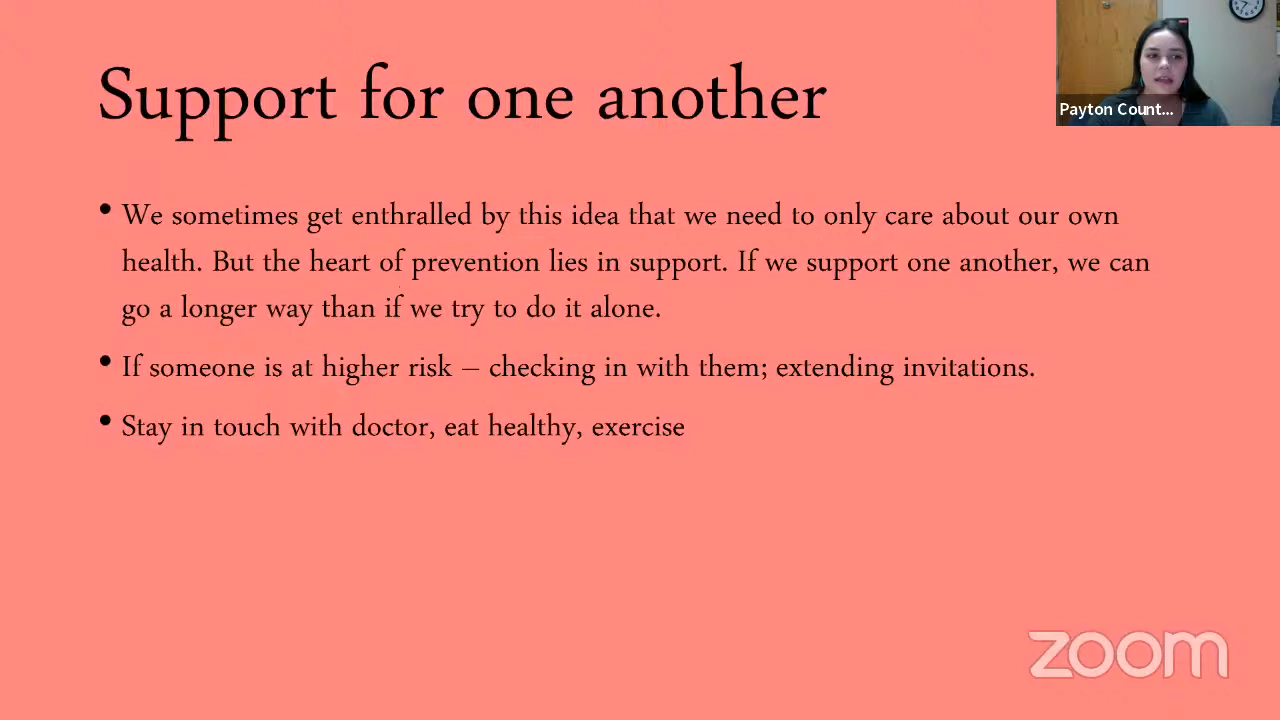 Support for one another
Payton Count...
• We sometimes get enthralled by this idea that we need to only care about our own
health. But the heart of prevention lies in support. If we support one another, we can
go a longer way than if we try to do it alone.
• If someone is at higher risk – checking in with them; extending invitations.
• Stay in touch with doctor, eat healthy, exercise
zoom